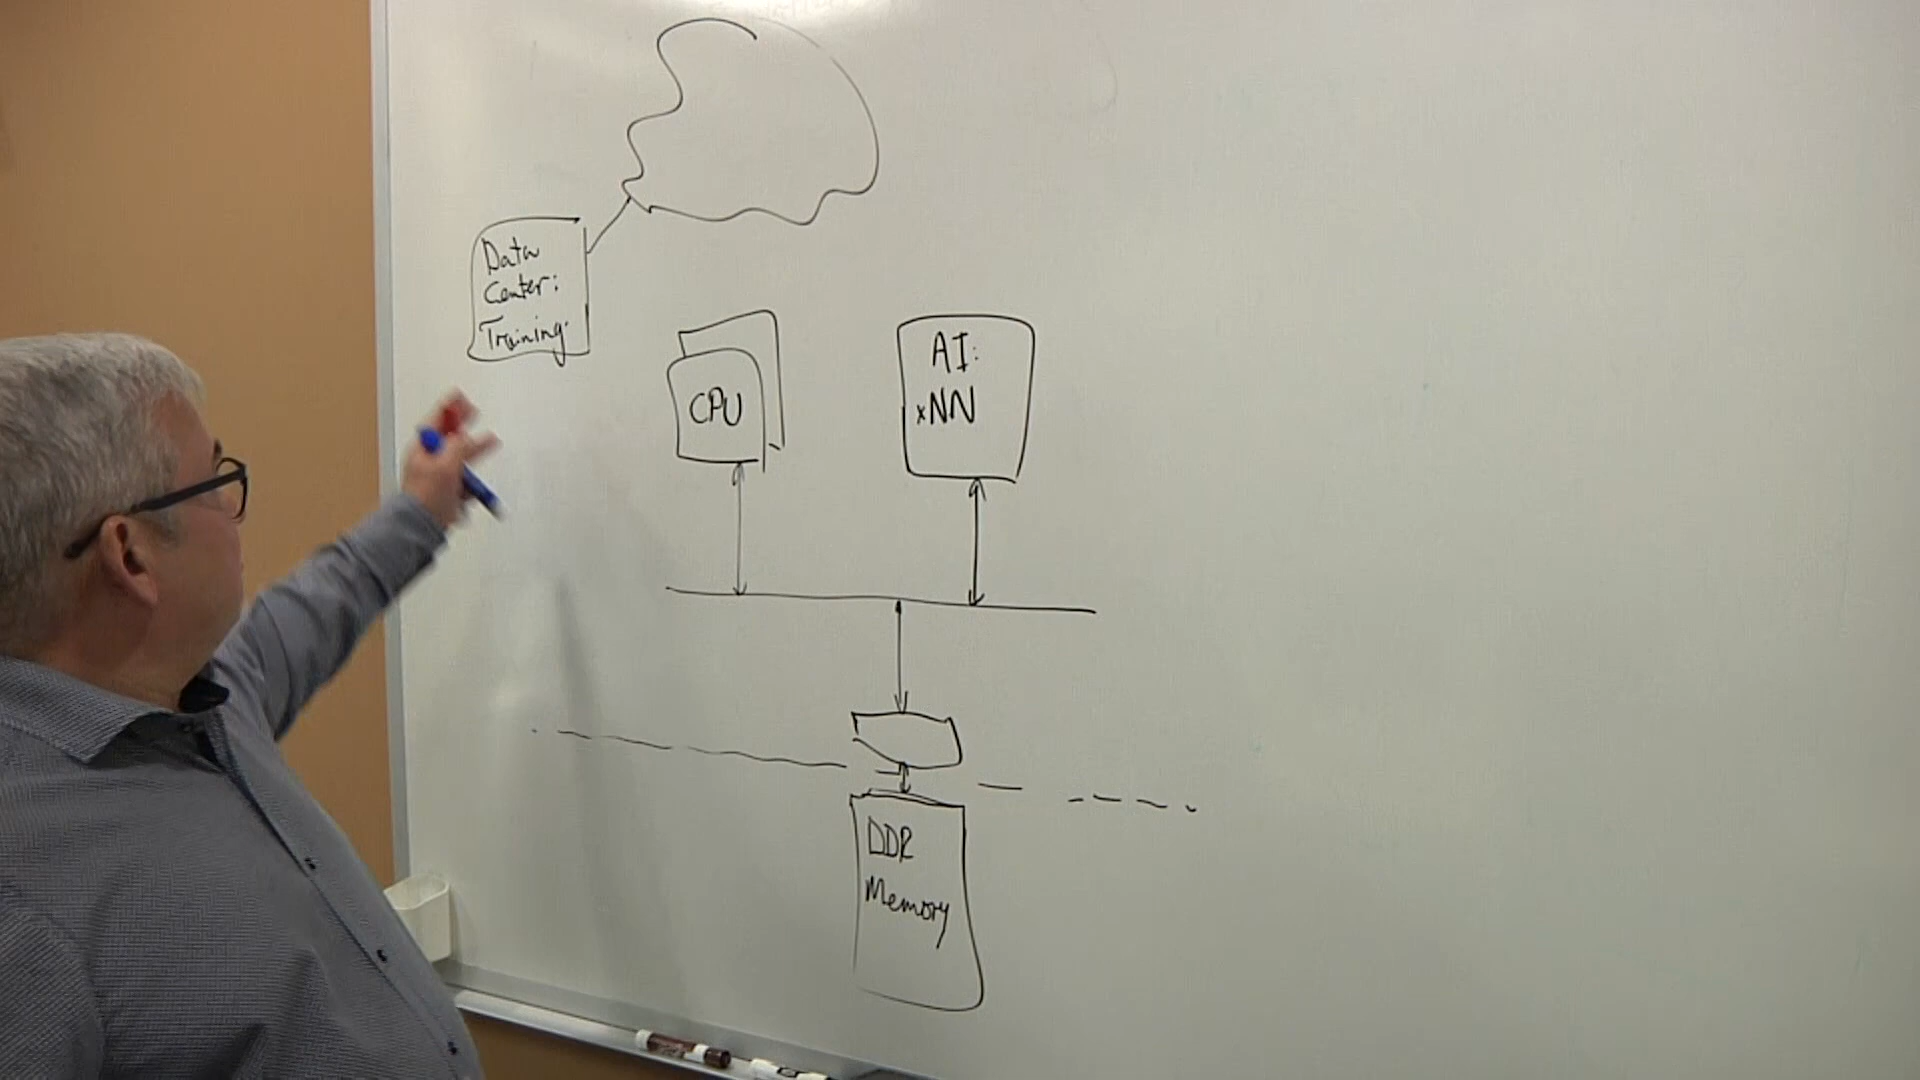 Data
Center:
Training
CPU
AI:
xNN
DDR
Memory